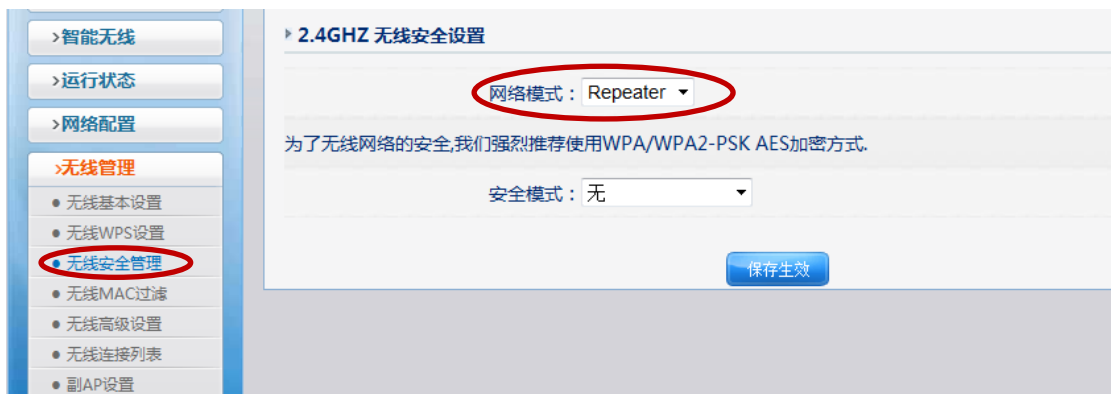 >智能无线
>运行状态
>网络配置
>无线管理
● 无线基本设置
● 无线WPS设置
● 无线安全管理
● 无线MAC过滤
● 无线高级设置
● 无线连接列表
● 副AP设置
2.4GHZ 无线安全设置
网络模式： Repeater
为了无线网络的安全,我们强烈推荐使用WPA/WPA2-PSK AES加密方式.
安全模式： 无
保存生效